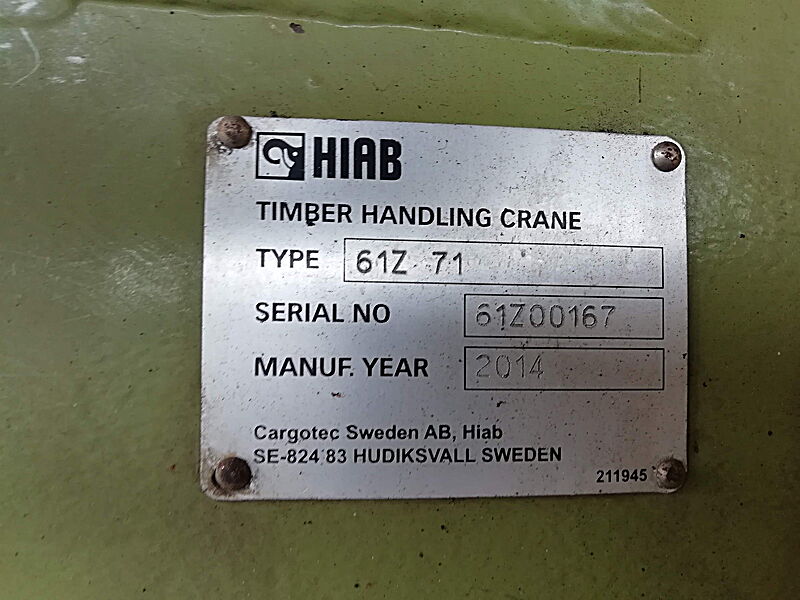 HIAB
TIMBER HANDLING CRANE
TYPE 61Z 71
SERIAL NO 61Z00167
MANUF. YEAR 2014
Cargotec Sweden AB, Hiab
SE-824 83 HUDIKSVALL SWEDEN
211945